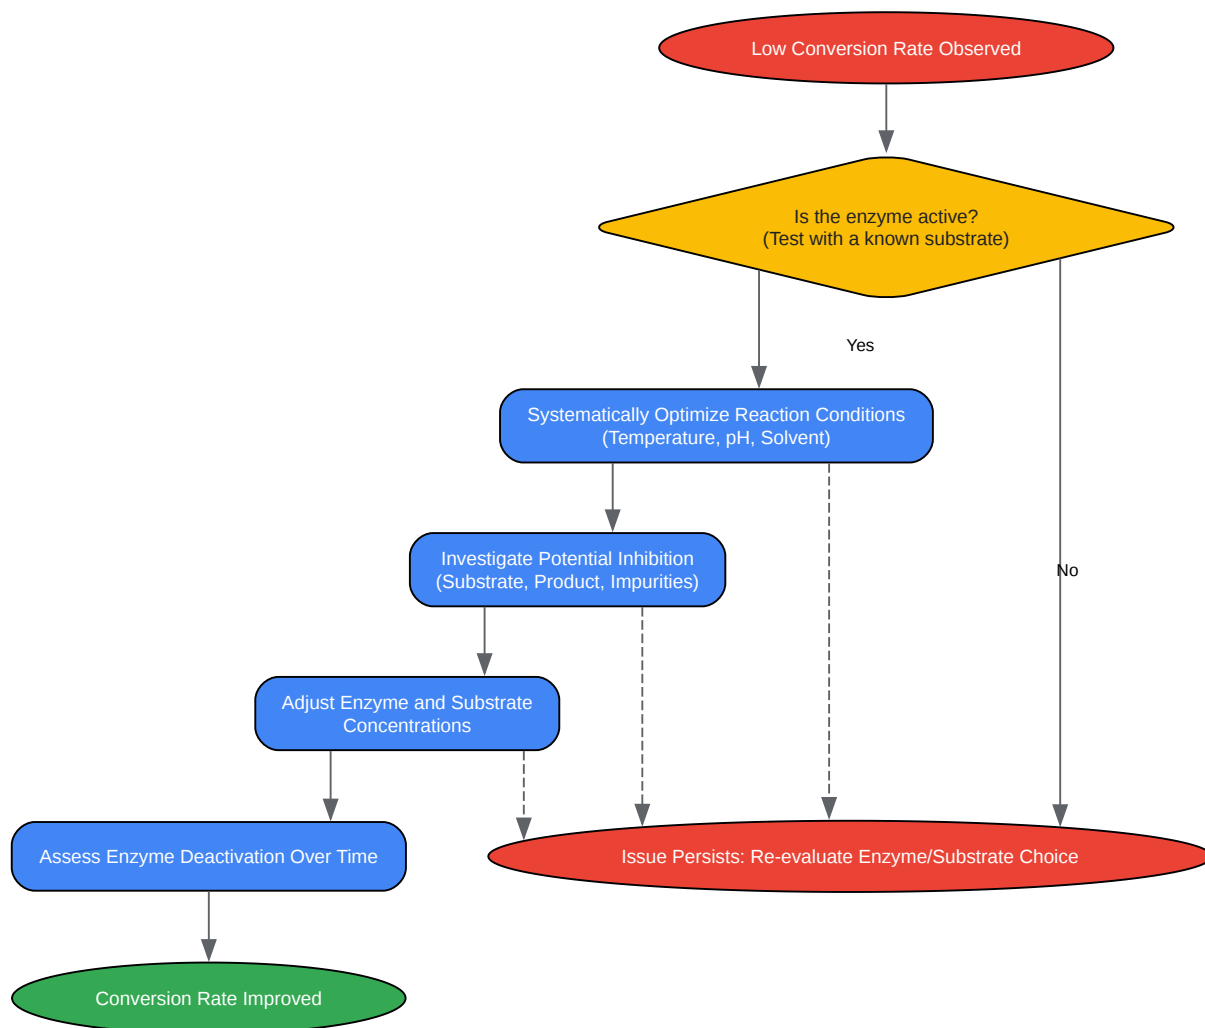 Low Conversion Rate Observed
Is the enzyme active?
(Test with a known substrate)
Yes
Systematically Optimize Reaction Conditions
(Temperature, pH, Solvent)
Investigate Potential Inhibition
(Substrate, Product, Impurities)
No
Adjust Enzyme and Substrate
Concentrations
Assess Enzyme Deactivation Over Time
Issue Persists: Re-evaluate Enzyme/Substrate Choice
Conversion Rate Improved